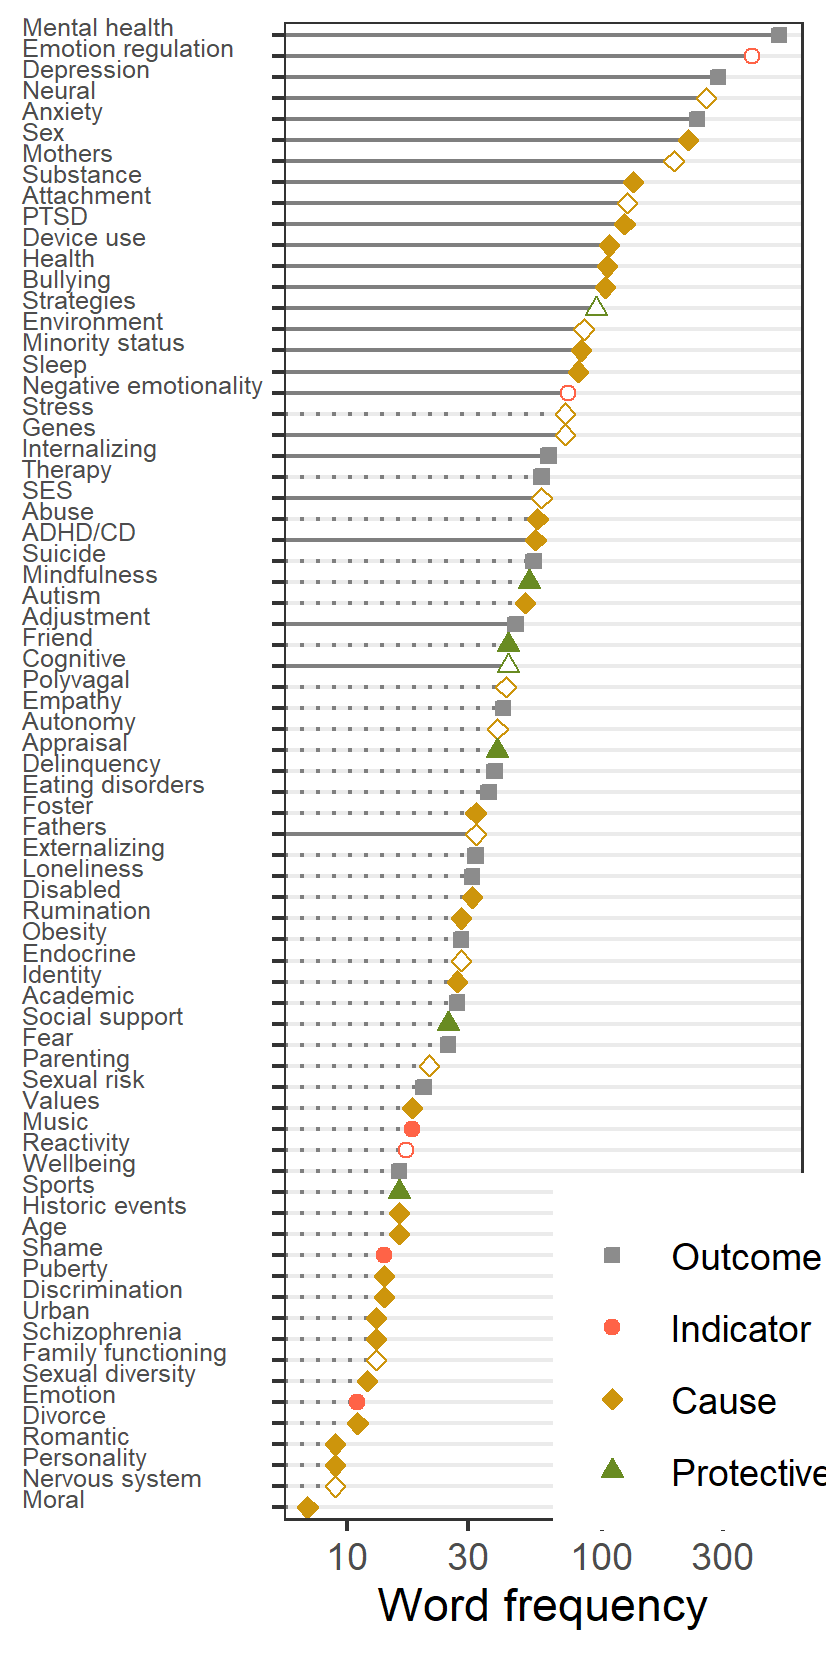 Mental health
Emotion regulation
Depression
Neural
Anxiety
Sex
Mothers
Substance
Attachment
PTSD
Device use
Health
Bullying
Strategies
Environment
Minority status
Sleep
Negative emotionality
Stress
Genes
Internalizing
Therapy
SES
Abuse
ADHD/CD
Suicide
Mindfulness
Autism
Adjustment
Friend
Cognitive
Polyvagal
Empathy
Autonomy
Appraisal
Delinquency
Eating disorders
Foster
Fathers
Externalizing
Loneliness
Disabled
Rumination
Obesity
Endocrine
Identity
Academic
Social support
Fear
Parenting
Sexual risk
Values
Music
Reactivity
Wellbeing
Sports
Historic events
Age
Shame
Puberty
Discrimination
Urban
Schizophrenia
Family functioning
Sexual diversity
Emotion
Divorce
Romantic
Personality
Nervous system
Moral
Outcome
Indicator
Cause
Protective
10 30 100 300
Word frequency